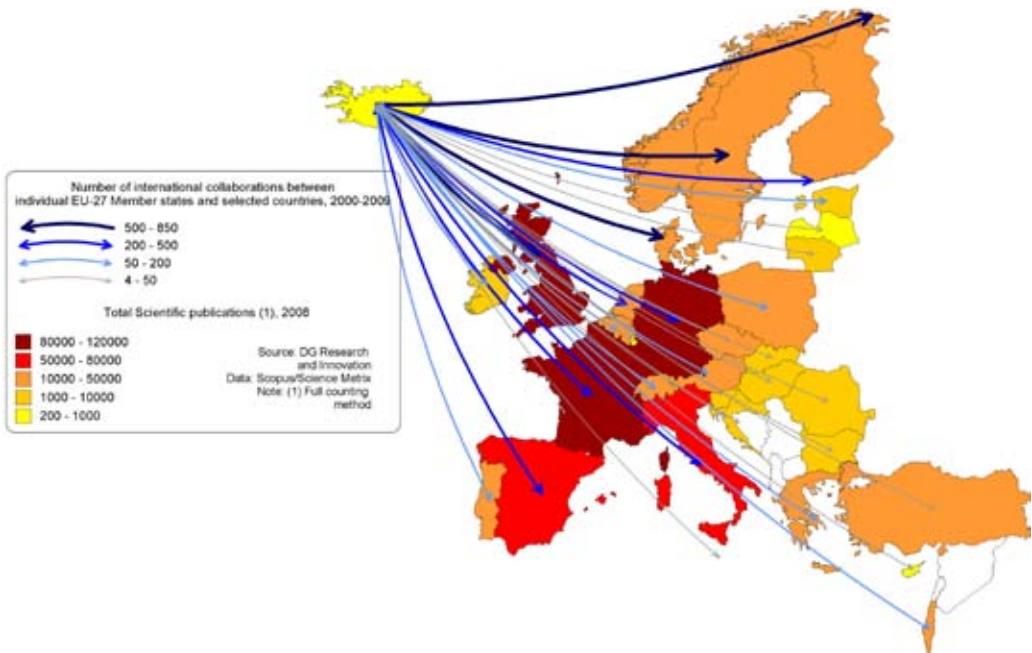 Number of international collaborations between
individual EU-27 Member states and selected countries, 2000-2009
500 - 850
200 - 500
50 - 200
4 - 50
Total Scientific publications (1), 2008
80000 - 120000
50000 - 80000
10000 - 50000
1000 - 10000
200 - 1000
Source: DG Research
and Innovation
Data: Scopus/Science Metrix
Note: (1) Full counting
method